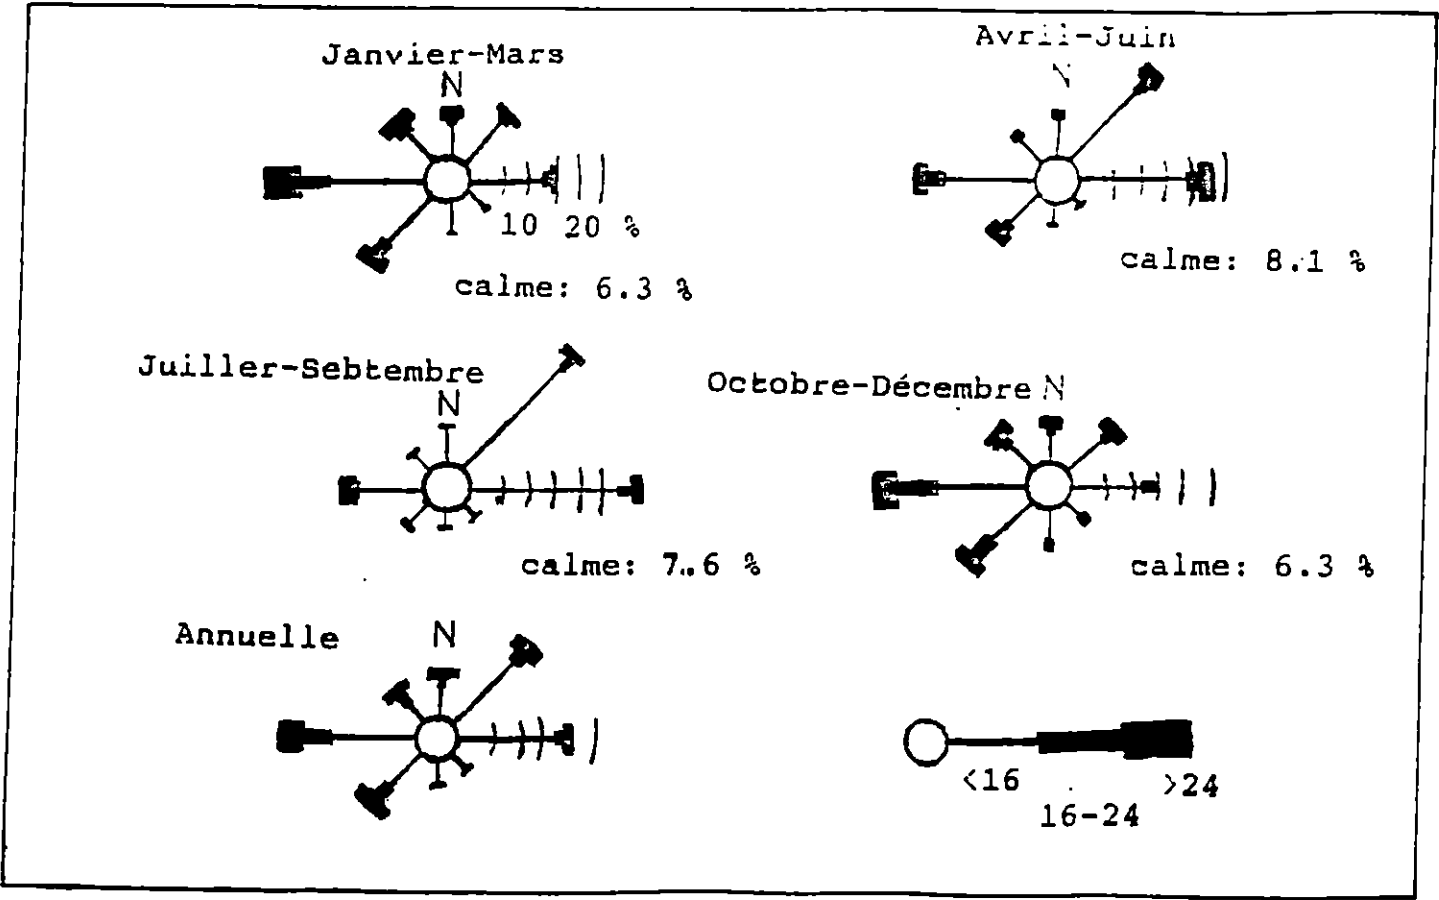 Janvier-Mars
N
10 20 %
calme: 6.3 %
Avril-Juin
N
calme: 8.1 %
Juiller-Sebtembre
N
calme: 7.6 %
Octobre-Décembre N
calme: 6.3 %
Annuelle N
<16 >24
16-24